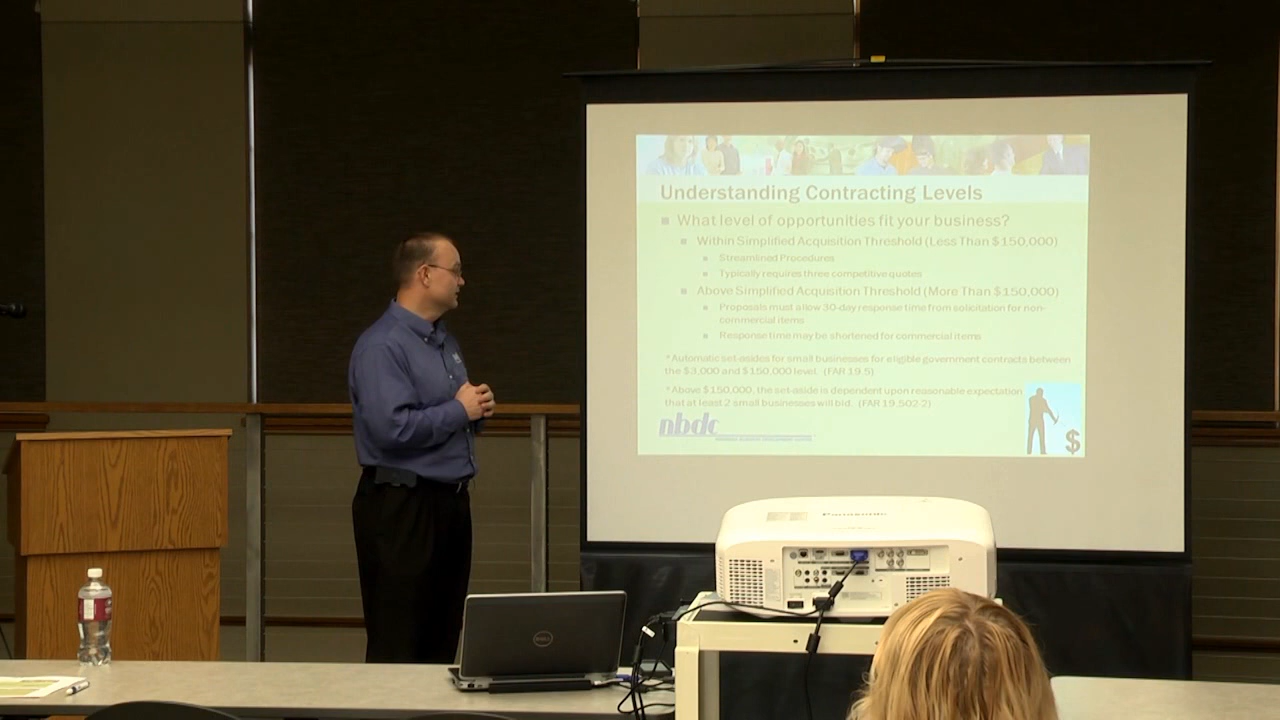 Understanding Contracting Levels
What level of opportunities fit your business?
Within Simplified Acquisition Threshold (Less Than $150,000)
Streamlined Procedures
Typically requires three competitive quotes
Above Simplified Acquisition Threshold (More Than $150,000)
Proposals must allow 30-day response time from solicitation for non-
commercial items
Response time may be shortened for commercial items
*Automatic set-asides for small businesses for eligible government contracts between
the $3,000 and $150,000 level. (FAR 19.5)
*Above $150,000, the set-aside is dependent upon reasonable expectation
that at least 2 small businesses will bid. (FAR 19.502-2)
nbdc
$
Panasonic
DELL